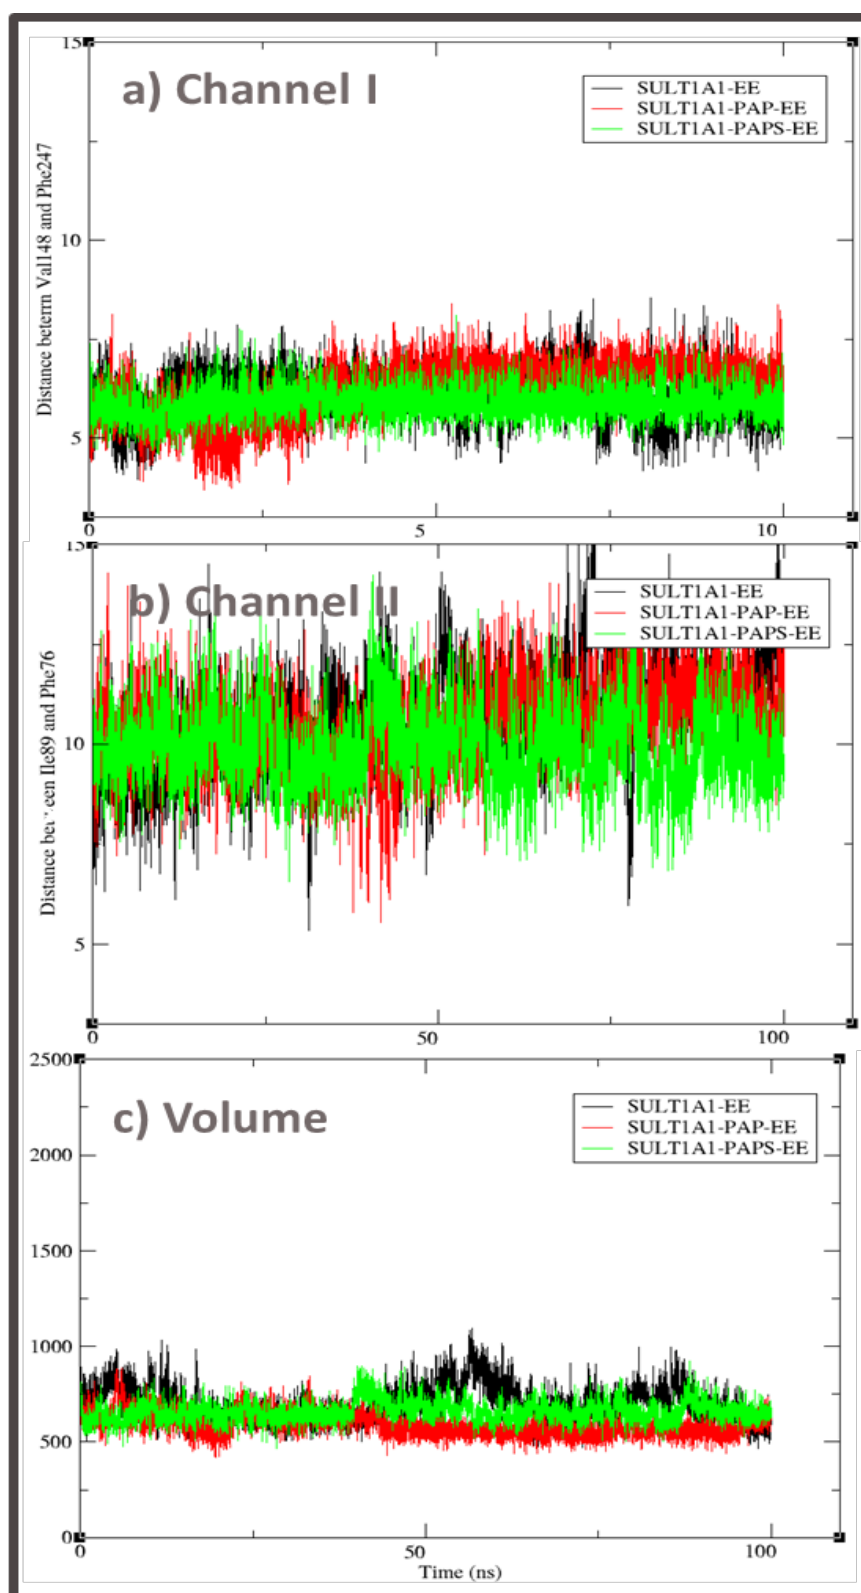 15
a) Channel I
SULT1A1-EE
SULT1A1-PAP-EE
SULT1A1-PAPS-EE
Distance beterrn Val148 and Phe247
10
5
0
5
10
15
b) Channel II
SULT1A1-EE
SULT1A1-PAP-EE
SULT1A1-PAPS-EE
Distance een Ile89 and Phe76
10
5
0
50
100
2500
c) Volume
SULT1A1-EE
SULT1A1-PAP-EE
SULT1A1-PAPS-EE
2000
1500
1000
500
0
0
50
100
Time (ns)